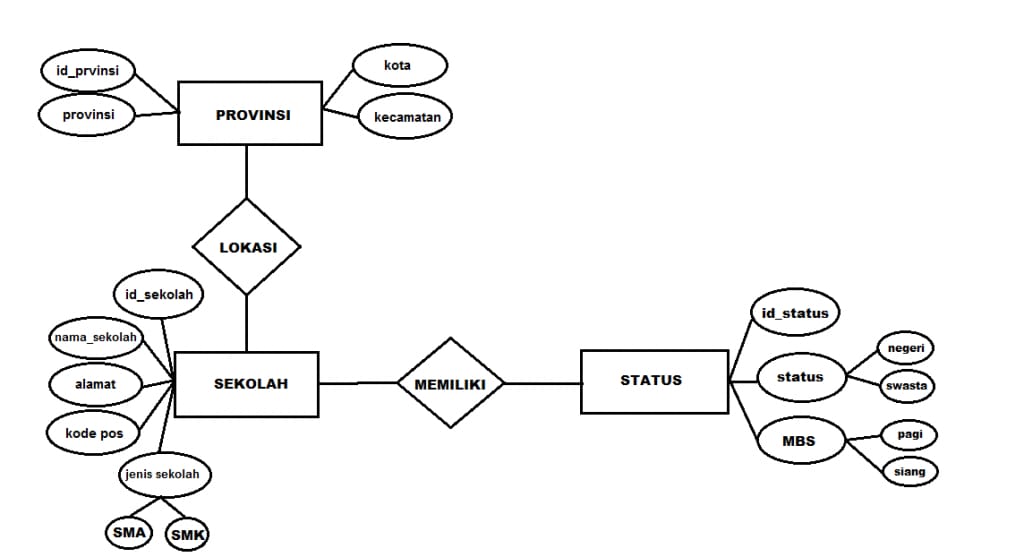 id_prvinsi
provinsi
PROVINSI
kota
kecamatan
LOKASI
id_sekolah
nama_sekolah
alamat
kode pos
jenis sekolah
SMA
SMK
SEKOLAH
MEMILIKI
STATUS
id_status
status
negeri
swasta
MBS
pagi
siang